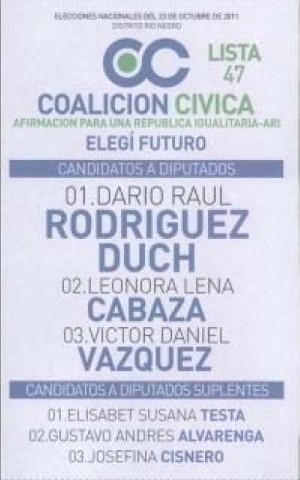 ELECCIONES NACIONALES DEL 23 DE OCTUBRE DE 2011
DISTRITO RIO NEGRO
CC
LISTA
47
COALICION CIVICA
AFIRMACION PARA UNA REPUBLICA IGUALITARIA-ARI
ELEGÍ FUTURO
CANDIDATOS A DIPUTADOS
01.DARIO RAUL
RODRIGUEZ
DUCH
02.LEONORA LENA
CABAZA
03.VICTOR DANIEL
VAZQUEZ
CANDIDATOS A DIPUTADOS SUPLENTES
01.ELISABET SUSANA TESTA
02.GUSTAVO ANDRES ALVARENGA
03.JOSEFINA CISNERO